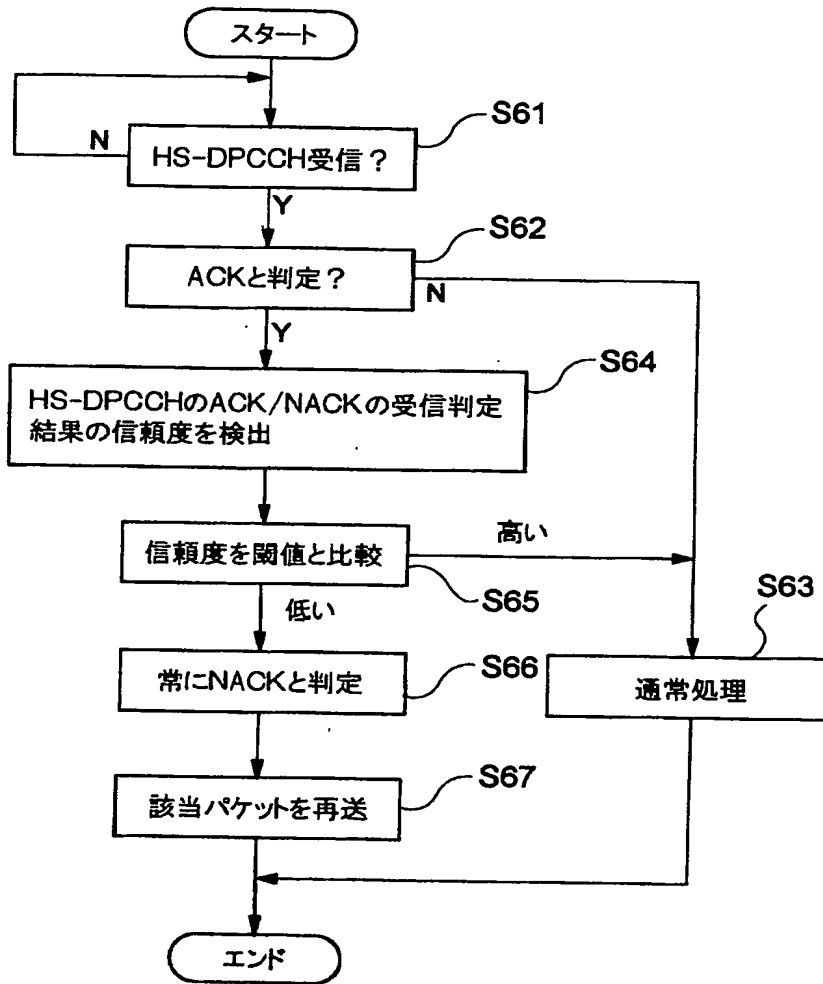 スタート
S61
N
HS-DPCCH受信？
Y
S62
ACKと判定？
N
Y
S64
HS-DPCCHのACK/NACKの受信判定
結果の信頼度を検出
高い
信頼度を閾値と比較
S65
S63
低い
常にNACKと判定
S66
通常処理
S67
該当パケットを再送
エンド